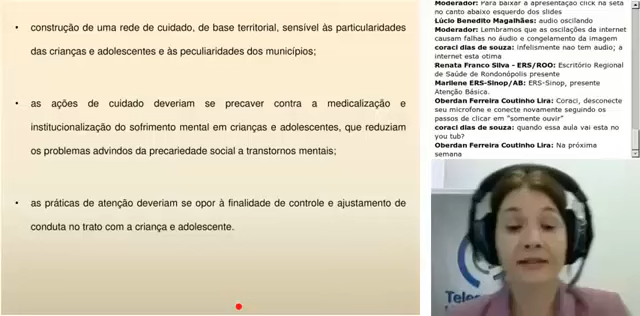 • construção de uma rede de cuidado, de base territorial, sensível às particularidades
das crianças e adolescentes e às peculiaridades dos municípios;
• as ações de cuidado deveriam se precaver contra a medicalização e
institucionalização do sofrimento mental em crianças e adolescentes, que reduziam
os problemas advindos da precariedade social a transtornos mentais;
• as práticas de atenção deveriam se opor à finalidade de controle e ajustamento de
conduta no trato com a criança e adolescente.
Moderador: Para baixar a apresentação click na seta
no canto abaixo esquerdo dos slides
Lúcio Benedito Magalhães: audio oscilando
Moderador: Lembramos que as oscilações da internet
causam falhas no áudio e congelamento da imagem
coraci dias de souza: infelismente nao tem audio; a
internet esta otima
Renata Franco Silva - ERS/ROO: Escritório Regional
de Saúde de Rondonópolis presente
Marilene ERS-Sinop/AB: ERS-Sinop, presente
Atenção Básica.
Oberdan Ferreira Coutinho Lira: Coraci, desconecte
seu microfone e conecte novamente seguindo os
passos de clicar em "somente ouvir"
coraci dias de souza: quando essa aula vai esta no
you tub?
Oberdan Ferreira Coutinho Lira: Na próxima
semana